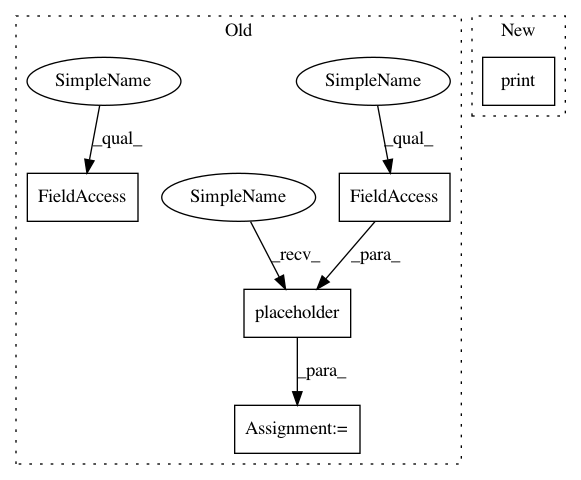 Old
New
SimpleName
SimpleName
print
_qual_
_qual_
FieldAccess
SimpleName
FieldAccess
_recv_
_para_
placeholder
_para_
Assignment:=